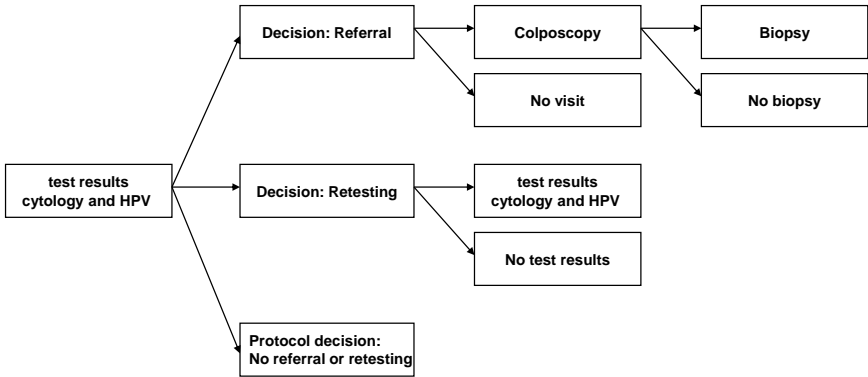 Decision: Referral
Colposcopy
Biopsy
No visit
No biopsy
test results
cytology and HPV
Decision: Retesting
test results
cytology and HPV
No test results
Protocol decision:
No referral or retesting